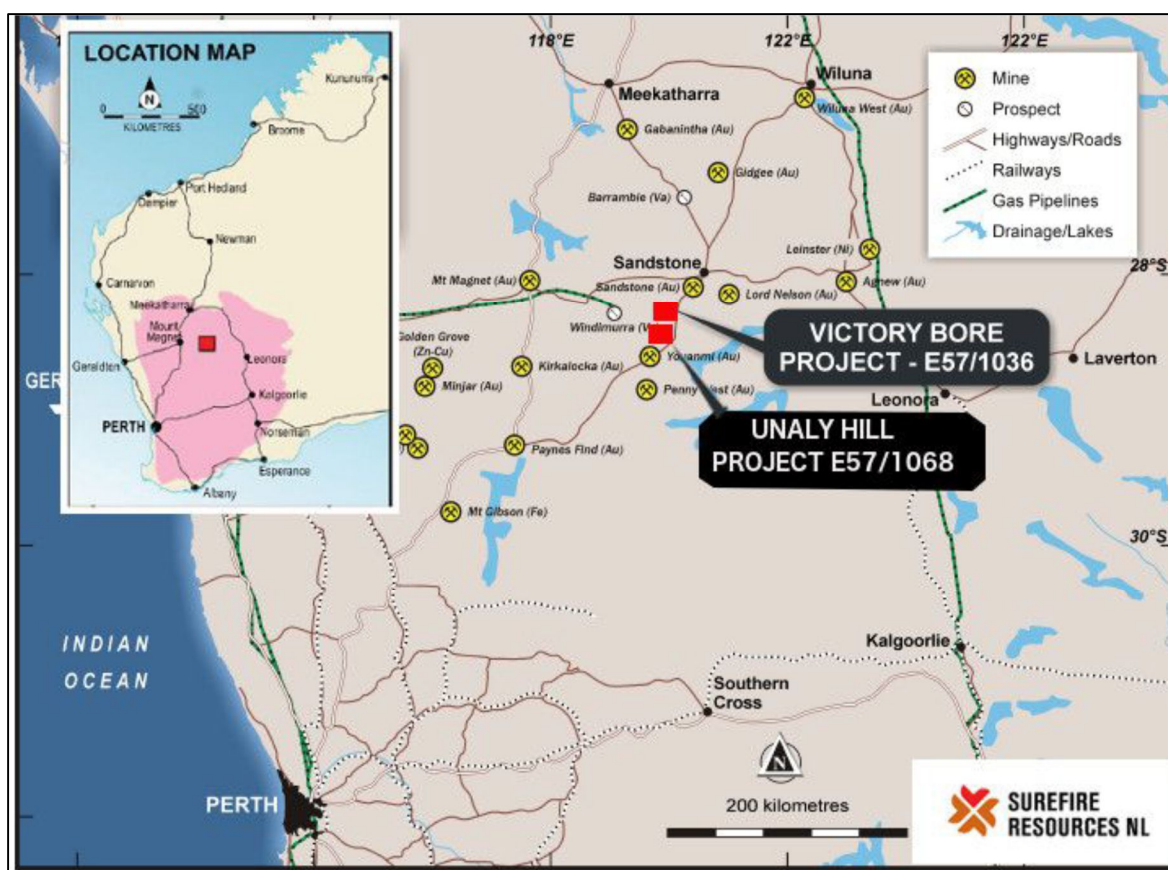 LOCATION MAP
N
0
500
KILOMETRES
Kununurra
Broome
Port Hedland
Dampier
Newman
Carnarvon
Meekatharra
Mount
Magnet
Leonora
Geraldton
Kalgoorlie
PERTH
Norseman
Esperance
Albany
118°E
122°E
122°E
Wiluna
Meekatharra
Wiluna West (Au)
Gabanintha (Au)
Gidgee (Au)
Barrambie (Va)
Leinster (Ni)
Sandstone
28°S
Mt Magnet (Au)
Sandstone (Au)
Agnew (Au)
Lord Nelson (Au)
Windimurra (V
Golden Grove
(Zn-Cu)
Youanmi (Au)
Kirkalocka (Au)
Minjar (Au)
Penny West (Au)
Laverton
Leonora
VICTORY BORE
PROJECT - E57/1036
UNALY HILL
PROJECT E57/1068
Paynes Find (Au)
Mt Gibson (Fe)
30°S
GER
INDIAN
OCEAN
Kalgoorlie
Southern
Cross
PERTH
Mine
Prospect
Highways/Roads
Railways
Gas Pipelines
Drainage/Lakes
N
200 kilometres
SUREFIRE
RESOURCES NL